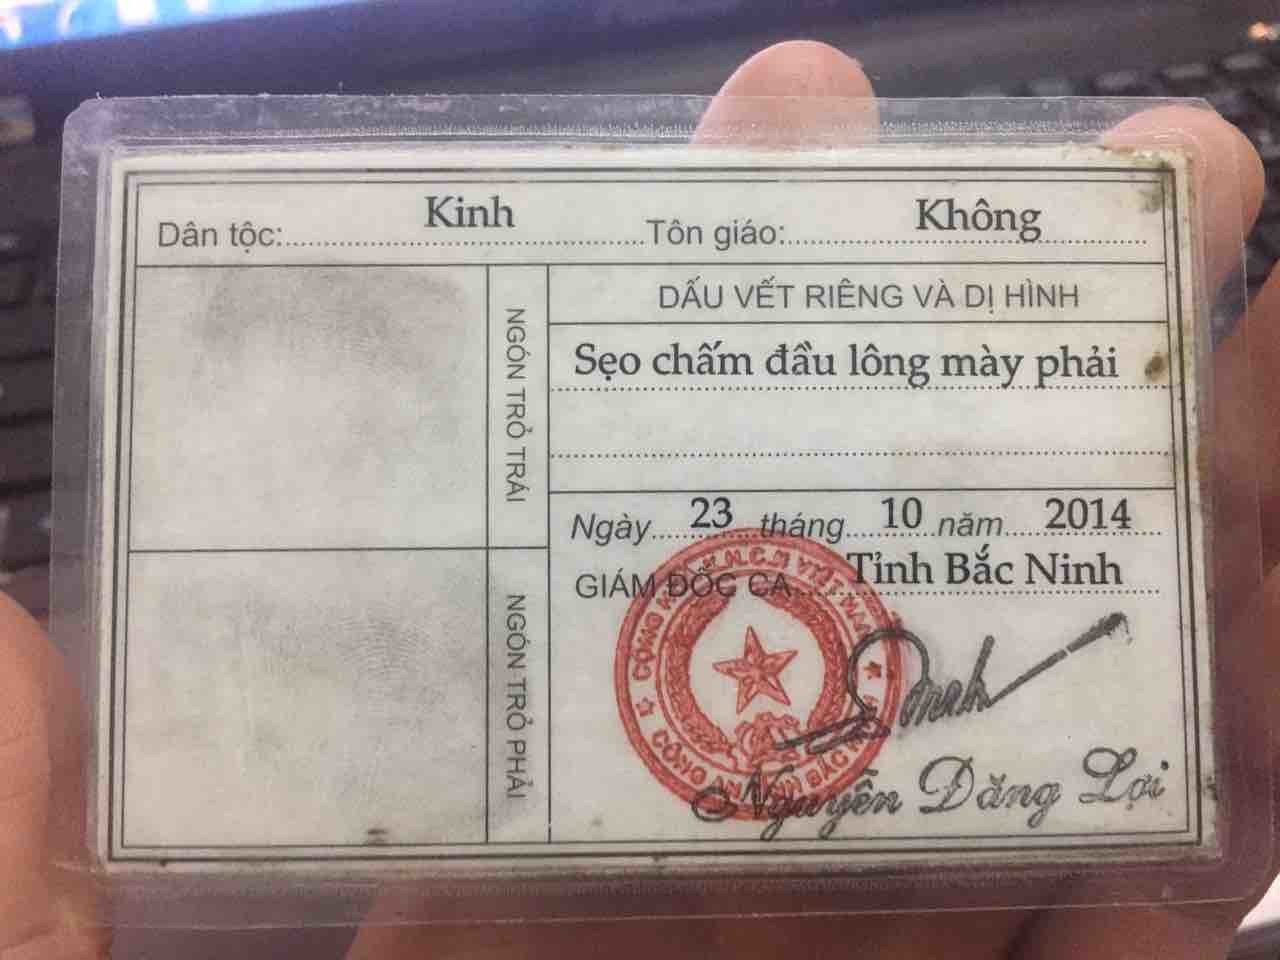 Dân tộc: Kinh Tôn giáo: Không
DẤU VẾT RIÊNG VÀ DỊ HÌNH
Sẹo chấm đầu lông mày phải
NGÓN TRỎ TRÁI
NGÓN TRỎ PHẢI
Ngày 23 tháng 10 năm 2014
GIÁM ĐỐC CA Tỉnh Bắc Ninh
Nguyễn Đăng Lợi